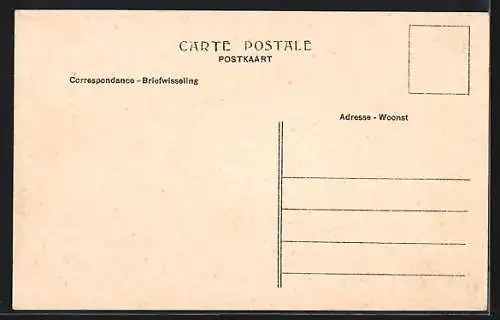 CARTE POSTALE
POSTKAART
Correspondance - Briefwisseling
Adresse - Woonst